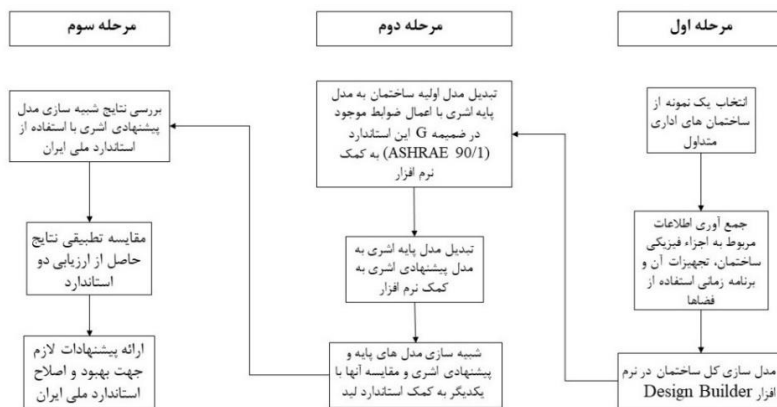 مرحله اول
انتخاب یک نمونه از
ساختمان های اداری
متداول
جمع آوری اطلاعات
مربوط به اجزاء فیزیکی
ساختمان، تجهیزات آن و
برنامه زمانی استفاده از
فضاها
مدل سازی کل ساختمان در نرم
افزار Design Builder
مرحله دوم
تبدیل مدل اولیه ساختمان به مدل
پایه اشری با اعمال ضوابط موجود
در ضمیمه G این استاندارد
(ASHRAE 90/1) به کمک
نرم افزار
تبدیل مدل پایه اشری به
مدل پیشنهادی اشری به
کمک نرم افزار
شبیه سازی مدل های پایه و
پیشنهادی اشری و مقایسه آنها با
یکدیگر به کمک استاندارد لید
مرحله سوم
بررسی نتایج شبیه سازی مدل
پیشنهادی اشری با استفاده از
استاندارد ملی ایران
مقایسه تطبیقی نتایج
حاصل از ارزیابی دو
استاندارد
ارائه پیشنهادات لازم
جهت بهبود و اصلاح
استاندارد ملی ایران